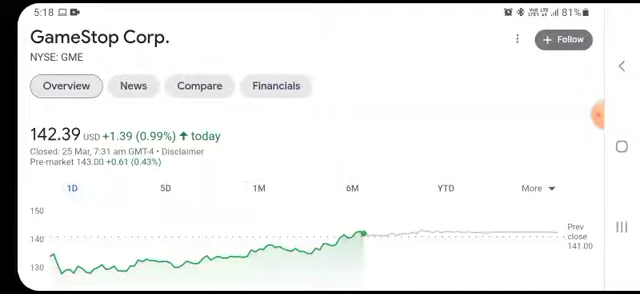 5:18 81%
GameStop Corp.
Follow
NYSE: GME
Overview News Compare Financials
142.39 USD +1.39 (0.99%) ↑ today
Closed: 25 Mar, 7:31 am GMT-4 • Disclaimer
Pre-market 143.00 +0.61 (0.43%)
1D 5D 1M 6M YTD More
150
140
130
Prev
close
141.00